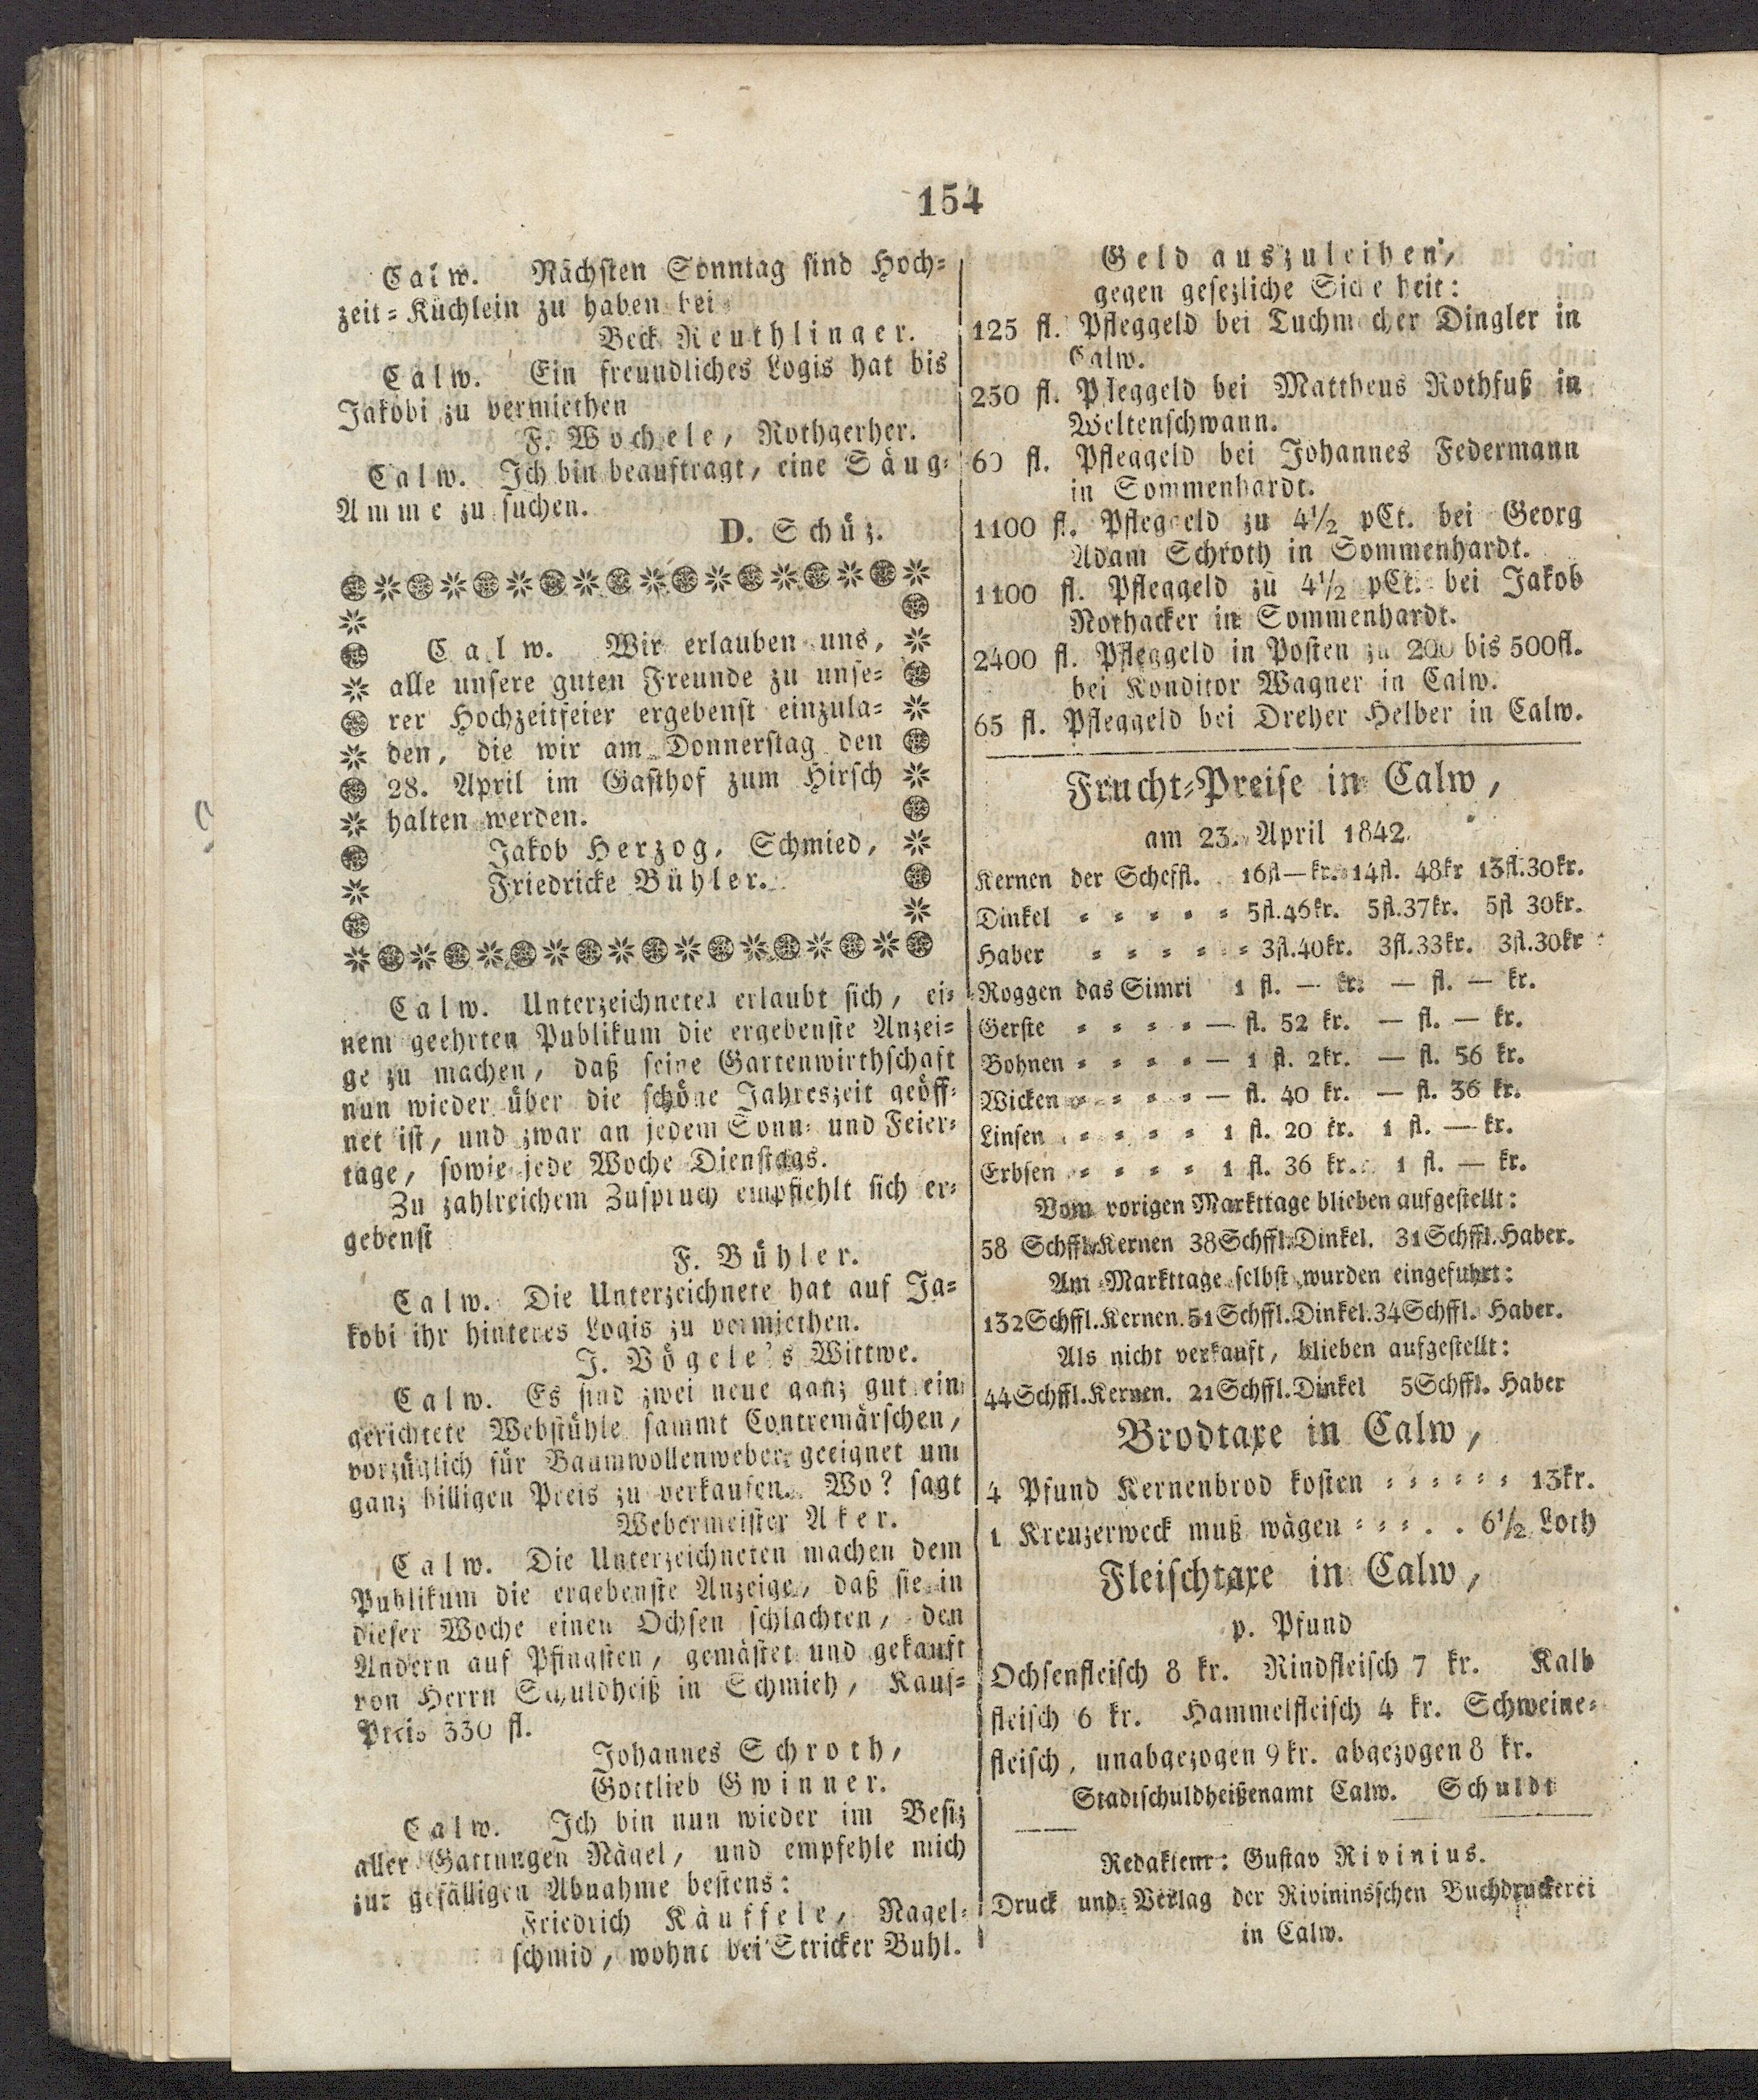 154
Calw. Nächsten Sonntag sind Hoch=
zeit=Küchlein zu haben bei
Beck Reuthlinger.
Calw. Ein freundliches Logis hat bis
Jakobi zu vermiethen
F. Wochele, Rothgerher.
Calw. Ich bin beauftragt, eine Säug=
Amme zu suchen.
D. Schüz.
Calw. Wir erlauben uns,
alle unsere guten Freunde zu unse=
rer Hochzeitfeier ergebenst einzula=
den, die wir am Donnerstag den
28. April im Gasthof zum Hirsch
halten werden.
Jakob Herzog, Schmied,
Friedricke Bühler.
Calw. Unterzeichneter erlaubt sich, ei=
nem geehrten Publikum die ergebenste Anzei=
ge zu machen, daß seine Gartenwirthschaft
nun wieder über die schöne Jahreszeit geöff=
net ist, und zwar an jedem Sonn= und Feier=
tage, sowie jede Woche Dienstags.
Zu zahlreichem Zuspruch empfiehlt sich er=
gebenst
F. Bühler.
Calw. Die Unterzeichnete hat auf Ja=
kobi ihr hinteres Logis zu vermiethen.
J. Vögele's Wittwe.
Calw. Es sind zwei neue ganz gut ein
gerichtete Webstühle sammt Contremärschen,
vorzüglich für Baumwollenweber geeignet um
ganz billigen Preis zu verkaufen. Wo? sagt
Webermeister Aker.
Calw. Die Unterzeichneten machen dem
Publikum die ergebenste Anzeige, daß sie in
dieser Woche einen Ochsen schlachten, den
Andern auf Pfingsten, gemästet und gekauft
von Herrn Schuldheiß in Schmieh, Kauf=
Preis 330 fl.
Johannes Schroth,
Gottlieb Gwinner.
Calw. Ich bin nun wieder im Besiz
aller Gattungen Nägel, und empfehle mich
zur gefälligen Abnahme bestens:
Friedrich Käuffele, Nagel=
schmid, wohnt bei Stricker Buhl.
Geld auszuleihen,
gegen gesezliche Sicherheit:
125 fl. Pfleggeld bei Tuchmacher Dingler in
Calw.
250 fl. Pfleggeld bei Mattheus Rothfuß in
Weltenschwann.
60 fl. Pfleggeld bei Johannes Federmann
in Sommenhardt.
1100 fl. Pfleggeld zu 4½ pCt. bei Georg
Adam Schroth in Sommenhardt.
1100 fl. Pfleggeld zu 4½ pCt. bei Jakob
Rothacker in Sommenhardt.
2400 fl. Pfleggeld in Posten zu 200 bis 500fl.
bei Konditor Wagner in Calw.
65 fl. Pfleggeld bei Dreher Helber in Calw.
Frucht=Preise in Calw,
am 23. April 1842.
Kernen der Scheffl. 16fl—kr. 14fl. 48kr 13fl.30kr.
Dinkel = = = = = 5fl.46kr. 5fl.37kr. 5fl 30kr.
Haber = = = = = 3fl.40kr. 3fl.33kr. 3fl.30kr
Roggen das Simri 1 fl. — kr. — fl. — kr.
Gerste = = = = — fl. 52 kr. — fl. — kr.
Bohnen = = = = — 1 fl. 2kr. — fl. 56 kr.
Wicken = = = = — fl. 40 kr. — fl. 36 kr.
Linsen = = = = 1 fl. 20 kr. 1 fl. — kr.
Erbsen = = = = 1 fl. 36 kr. 1 fl. — kr.
Vom vorigen Markttage blieben aufgestellt:
58 Schffl.Kernen 38Schffl.Dinkel. 31Schffl.Haber.
Am Markttage selbst wurden eingeführt:
132Schffl.Kernen.51Schffl.Dinkel.34Schffl. Haber.
Als nicht verkauft, blieben aufgestellt:
44Schffl.Kernen. 21Schffl.Dinkel 5Schffl. Haber
Brodtaxe in Calw,
4 Pfund Kernenbrod kosten = = = = = = 13kr.
1 Kreuzerweck muß wägen = = = . . 6½ Loth
Fleischtaxe in Calw,
p. Pfund
Ochsenfleisch 8 kr. Rindfleisch 7 kr. Kalb
fleisch 6 kr. Hammelfleisch 4 kr. Schweine=
fleisch, unabgezogen 9kr. abgezogen 8 kr.
Stadtschuldheißenamt Calw. Schuldt
Redakteur: Gustav Rivinius.
Druck und Verlag der Rivininsschen Buchdruckerei
in Calw.